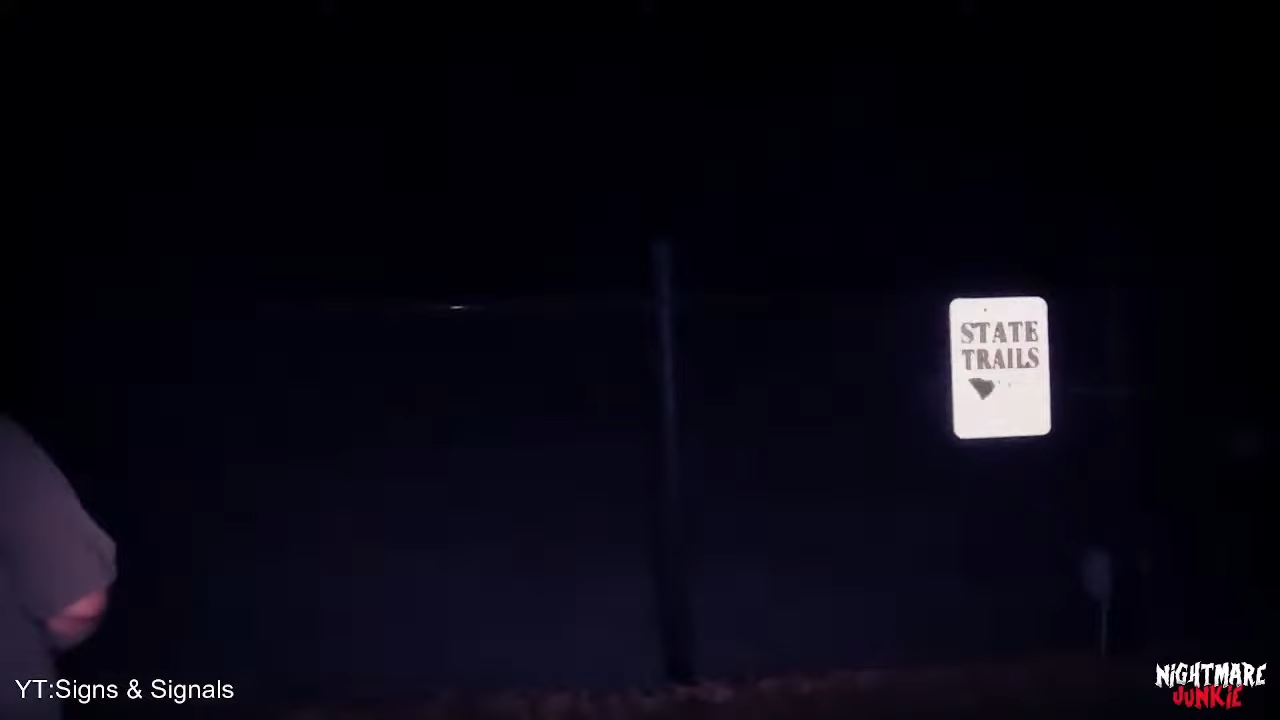 STATE
TRAILS
YT:Signs & Signals
NIGHTMARE
JUNKIE